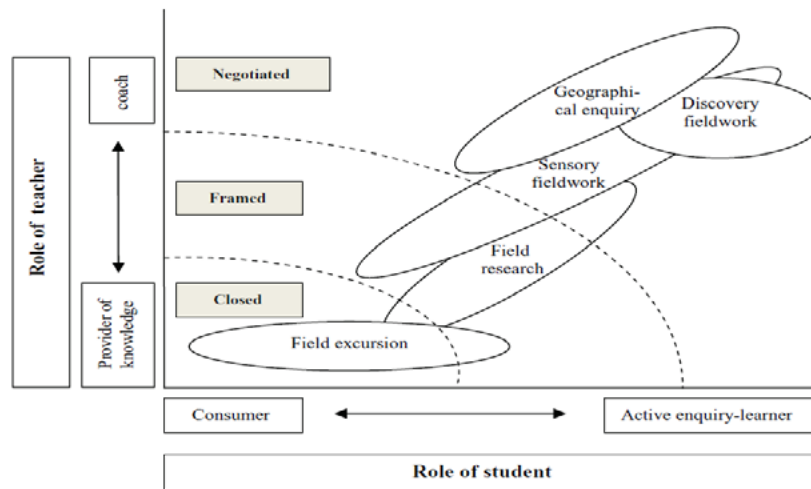 Negotiated
Framed
Closed
Role of teacher
coach
Provider of
knowledge
Geographi-
cal enquiry
Discovery
fieldwork
Sensory
fieldwork
Field
research
Field excursion
Consumer
Active enquiry-learner
Role of student